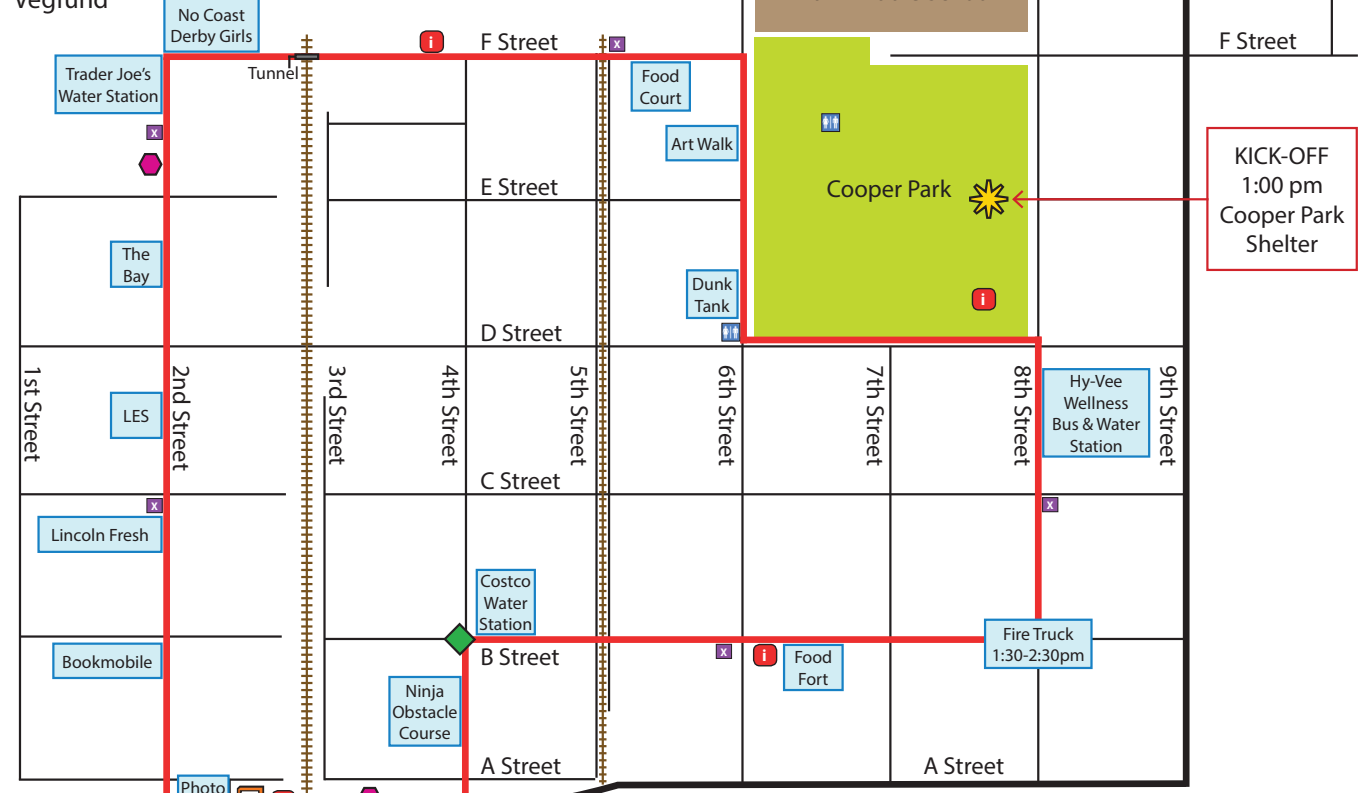 No Coast
Derby Girls
F Street
F Street
Trader Joe's
Water Station
Tunnel
Food
Court
x
x
i
Art Walk
KICK-OFF
1:00 pm
Cooper Park
Shelter
E Street
Cooper Park
The
Bay
Dunk
Tank
i
D Street
1st Street
2nd Street
3rd Street
4th Street
5th Street
6th Street
7th Street
8th Street
9th Street
LES
Hy-Vee
Wellness
Bus & Water
Station
C Street
x
x
Lincoln Fresh
Costco
Water
Station
Fire Truck
1:30-2:30pm
Bookmobile
B Street
x
i
Food
Fort
Ninja
Obstacle
Course
A Street
A Street
Photo